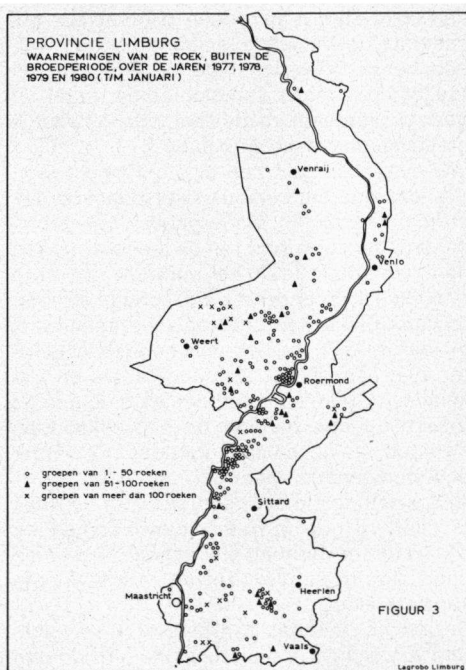 PROVINCIE LIMBURG
WAARNEMINGEN VAN DE ROEK, BUITEN DE
BROEDPERIODE, OVER DE JAREN 1977, 1978,
1979 EN 1980 (T/M JANUARI)
Venraij
Venlo
Weert
Roermond
groepen van 1 - 50 roeken
groepen van 51-100 roeken
groepen van meer dan 100 roeken
Sittard
Maastricht
Heerlen
FIGUUR 3
Vaals
Lagrobo Limburg